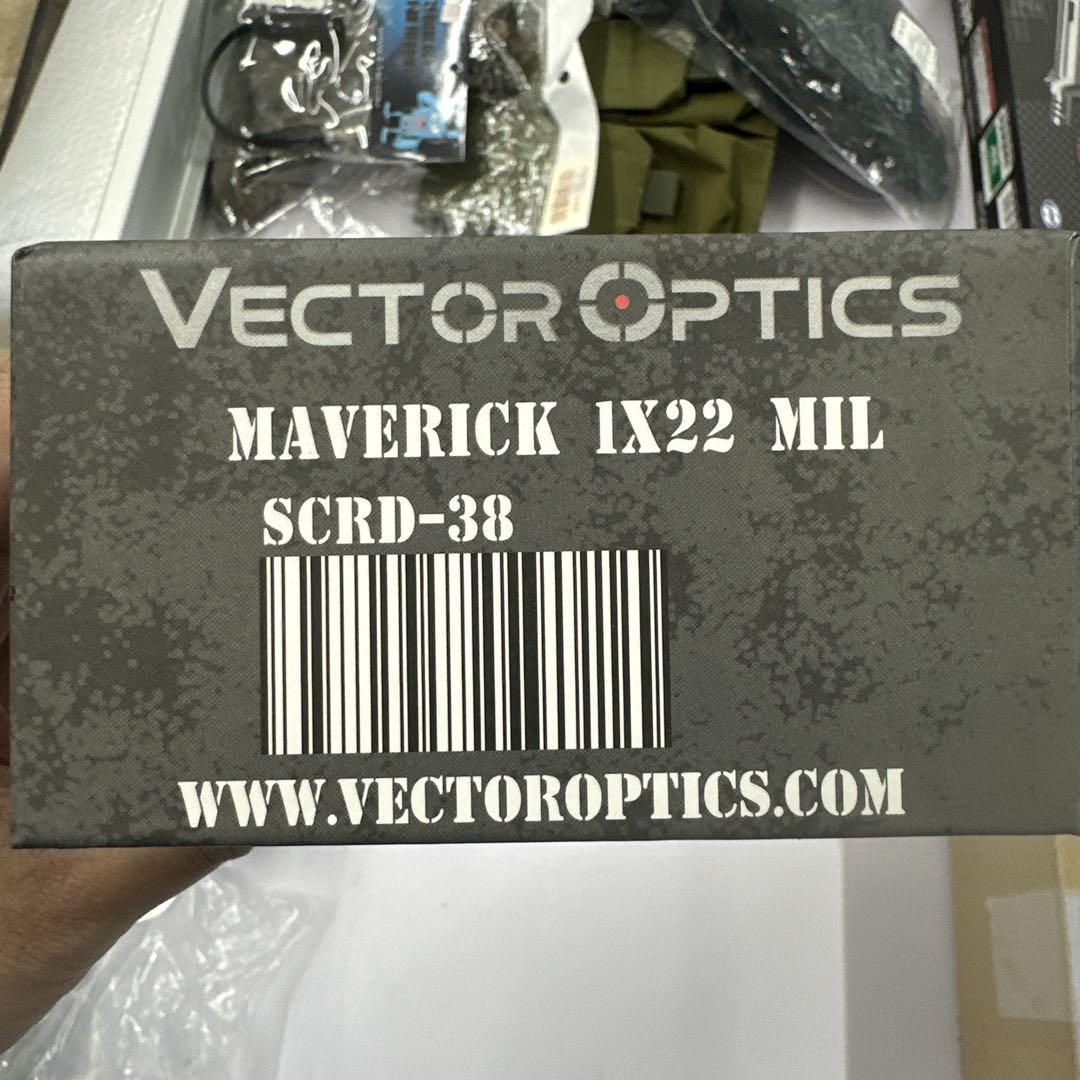 VECTOR OPTICS
MAVERICK 1X22 MIL
SCRD-38
WWW.VECTOROPTICS.COM